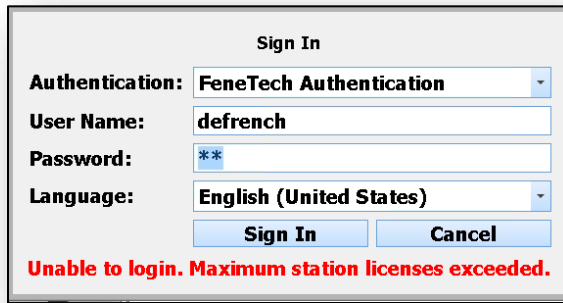 Sign In
Authentication: FeneTech Authentication
User Name: defrench
Password: **
Language: English (United States)
Sign In Cancel
Unable to login. Maximum station licenses exceeded.